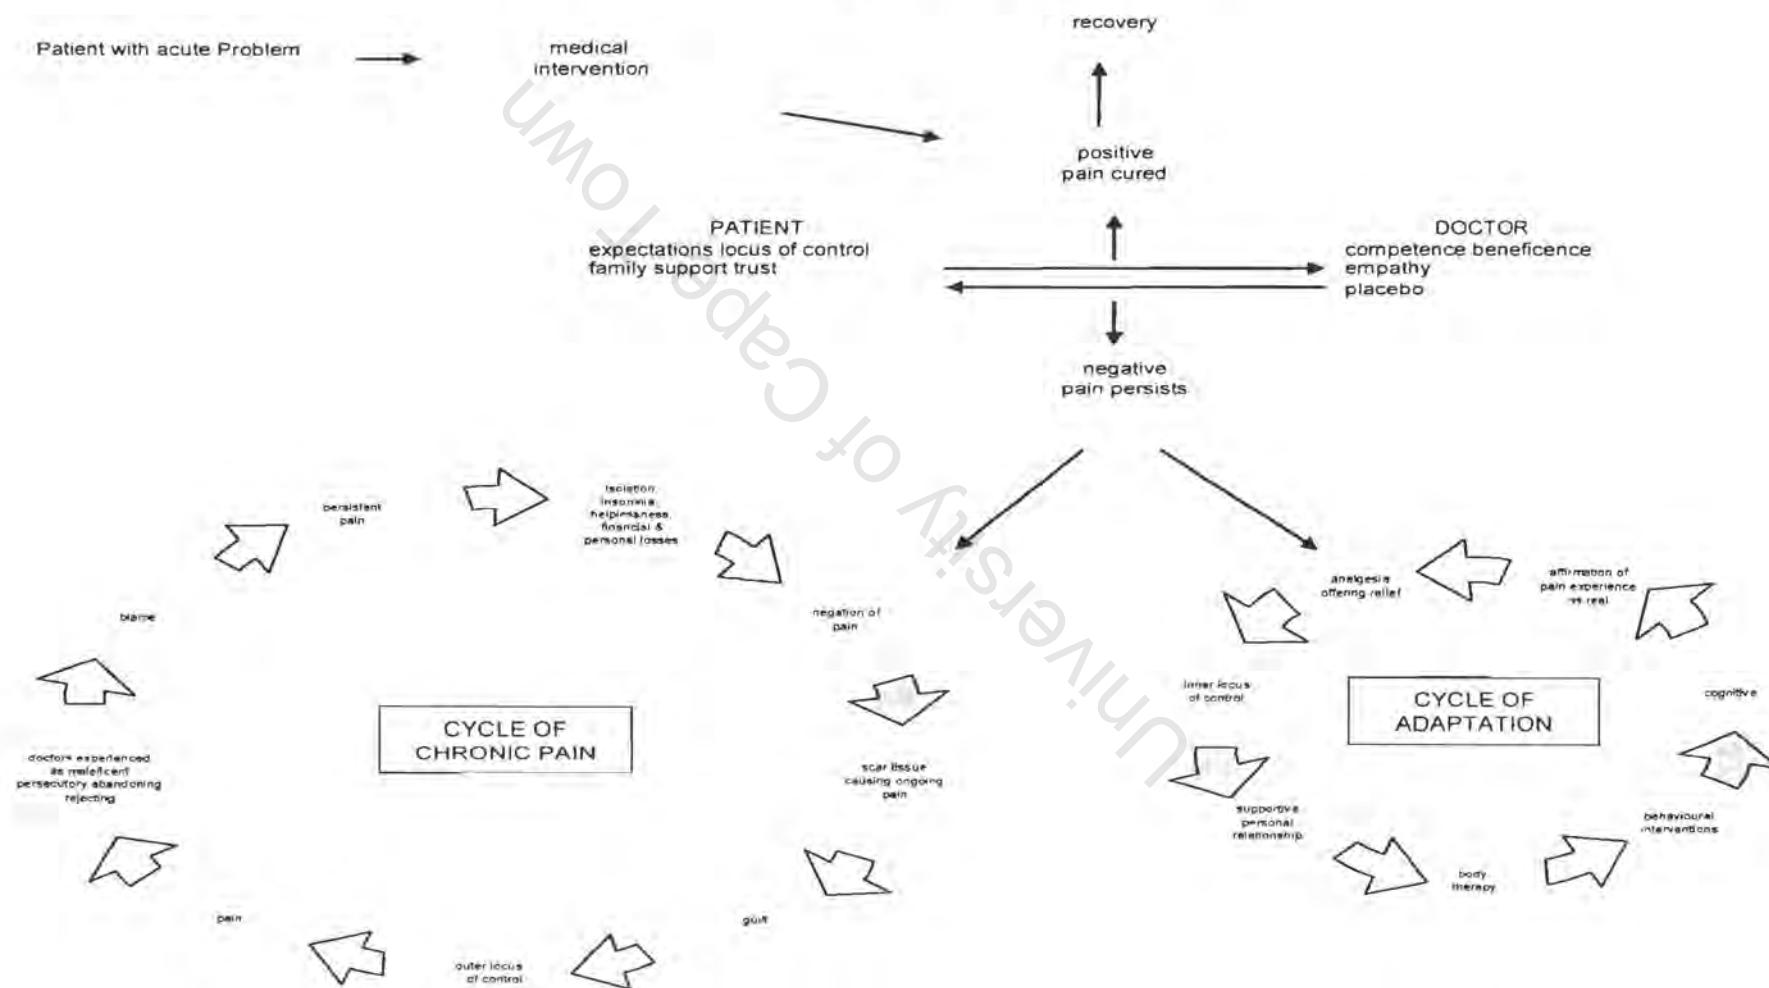 recovery
Patient with acute Problem
medical
intervention
positive
pain cured
PATIENT
expectations locus of control
family support trust
DOCTOR
competence beneficence
empathy
placebo
negative
pain persists
persistent
pain
isolation,
insomnia,
helplessness,
financial &
personal losses
negation of
pain
scar tissue
causing ongoing
pain
guilt
outer locus
of control
pain
doctors experienced
as maleficent
persecutory abandoning
rejecting
blame
CYCLE OF
CHRONIC PAIN
analgesia
offering relief
affirmation of
pain experience
as real
inner locus
of control
supportive
personal
relationship
body
therapy
behavioural
interventions
cognitive
CYCLE OF
ADAPTATION
University of Cape Town